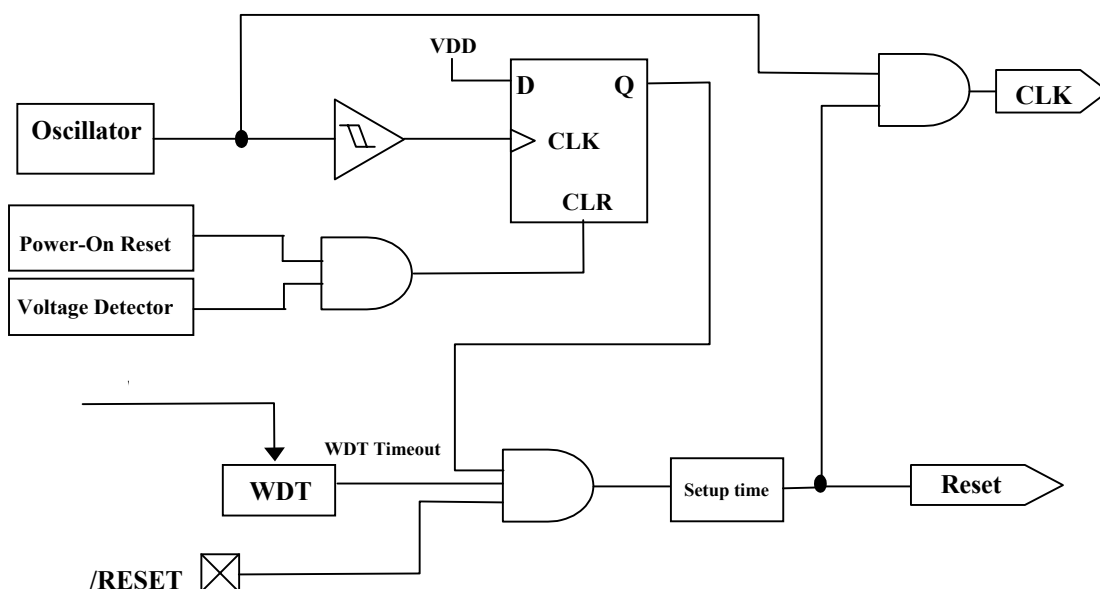 VDD
D
Q
CLK
Oscillator
CLK
CLR
Power-On Reset
Voltage Detector
WDT Timeout
WDT
Setup time
Reset
/RESET